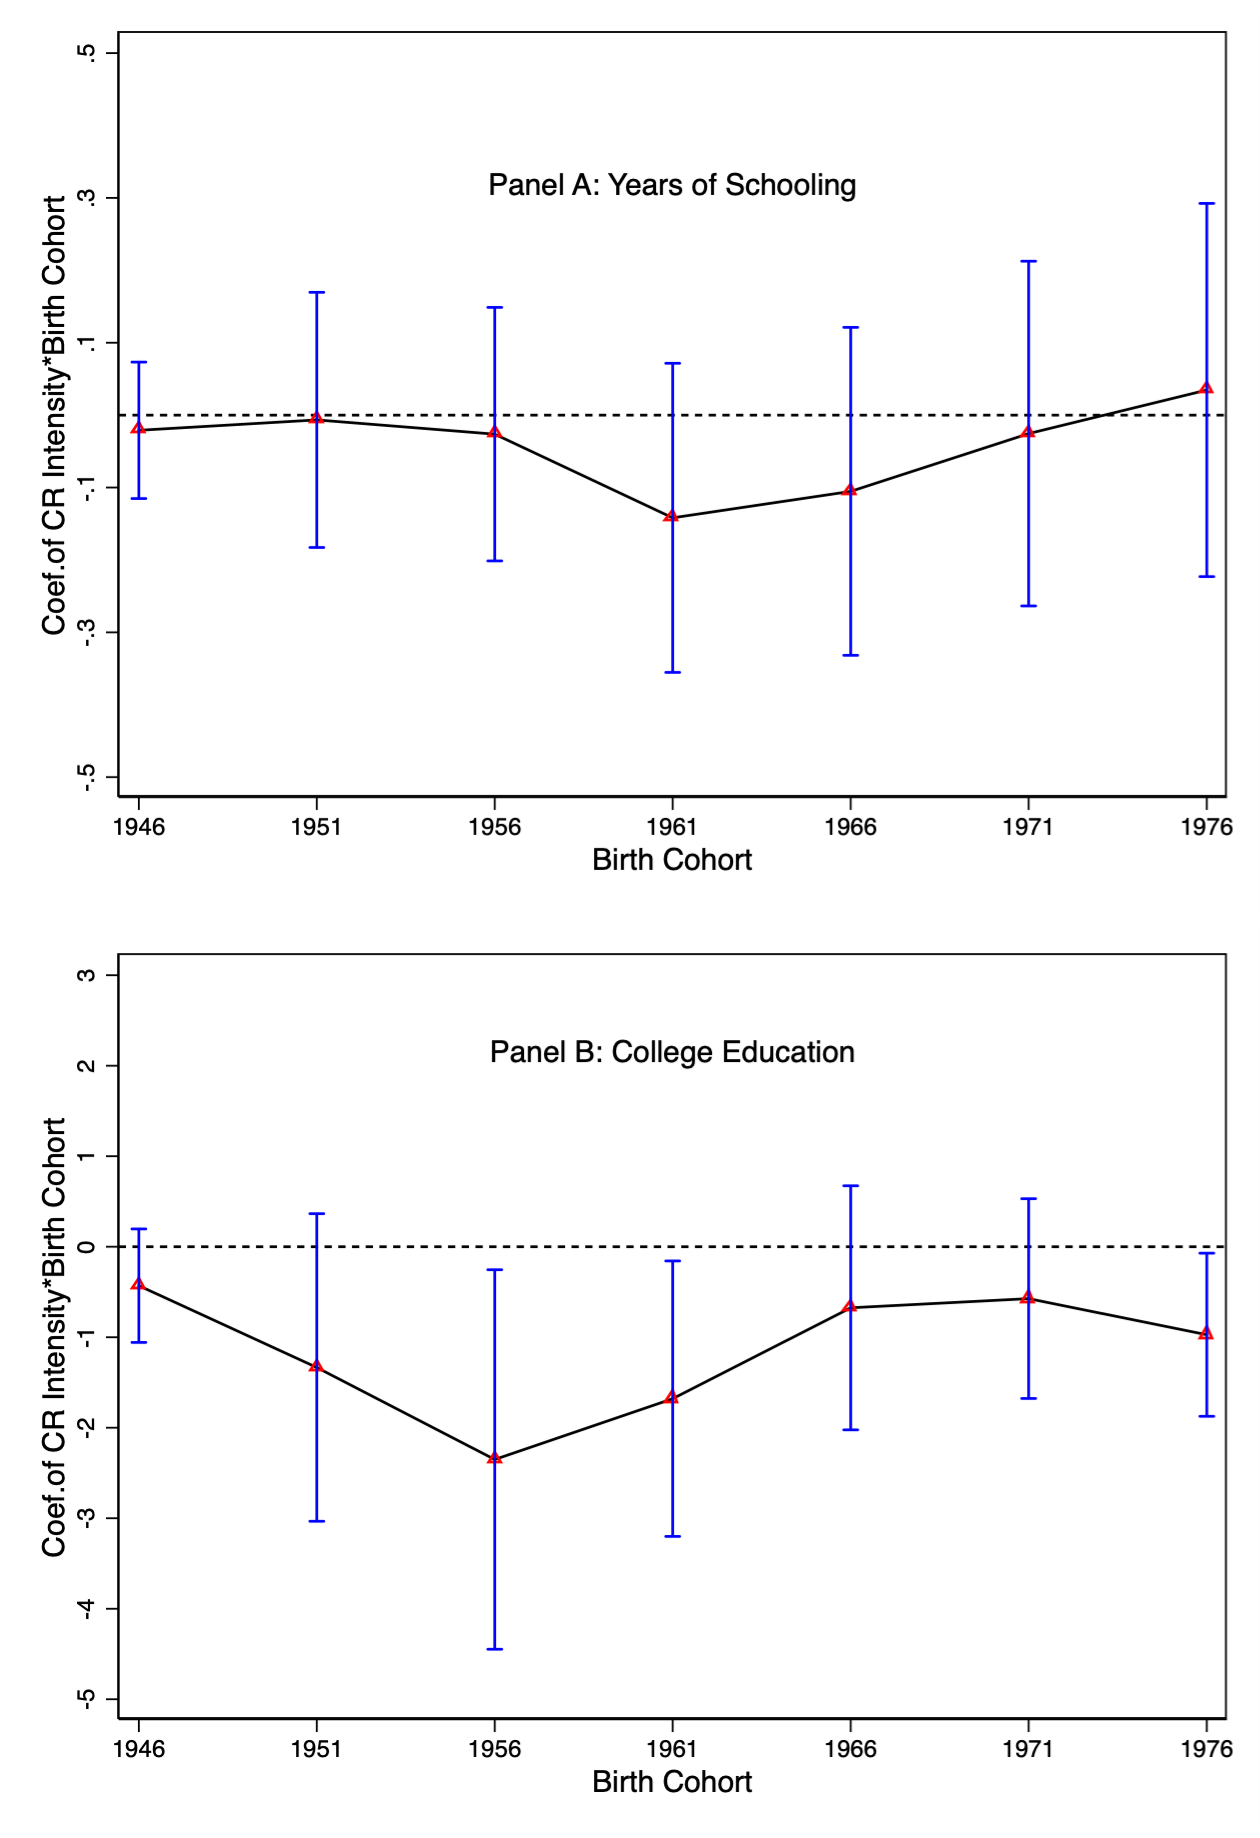 Panel A: Years of Schooling
Coef.of CR Intensity*Birth Cohort
.5
.3
.1
-.1
-.3
-.5
1946 1951 1956 1961 1966 1971 1976
Birth Cohort
Panel B: College Education
Coef.of CR Intensity*Birth Cohort
3
2
1
0
-1
-2
-3
-4
-5
1946 1951 1956 1961 1966 1971 1976
Birth Cohort